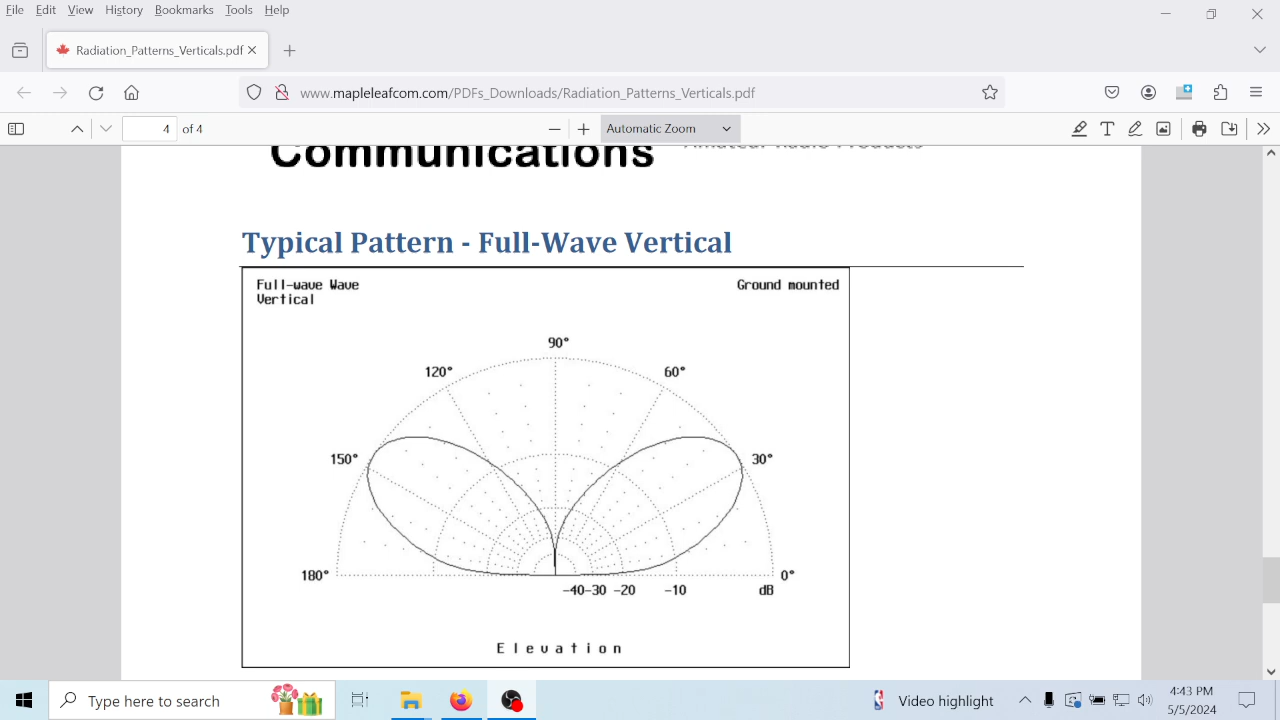 File Edit View History Bookmarks Tools Help
Radiation_Patterns_Verticals.pdf
www.mapleleafcom.com/PDFs_Downloads/Radiation_Patterns_Verticals.pdf
4 of 4
Automatic Zoom
Communications Amateur Radio Products
Typical Pattern - Full-Wave Vertical
Full-wave Wave
Vertical
Ground mounted
90°
120° 60°
150° 30°
180° 0°
-40 -30 -20 -10 dB
Elevation
Type here to search
Video highlight
4:43 PM
5/5/2024